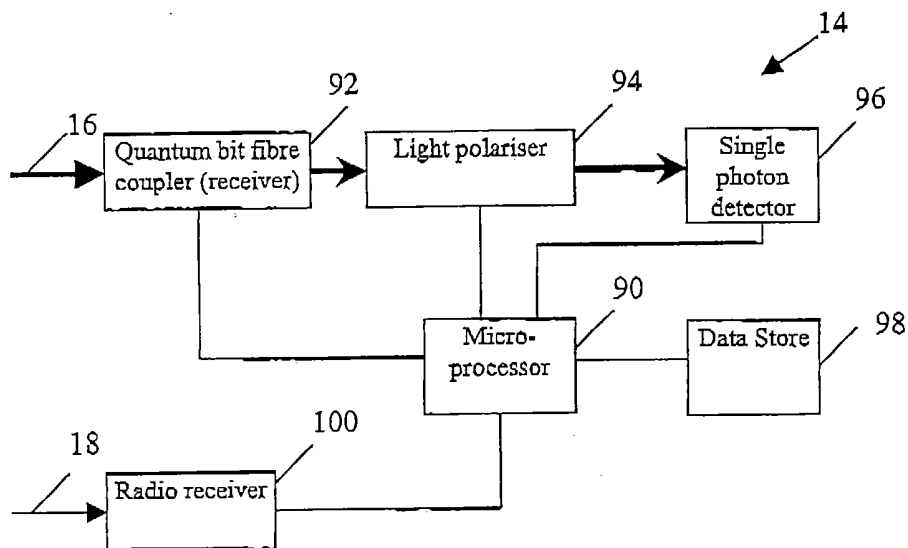 14
16
92
94
96
Quantum bit fibre
coupler (receiver)
Light polariser
Single
photon
detector
90
98
Micro-
processor
Data Store
18
100
Radio receiver